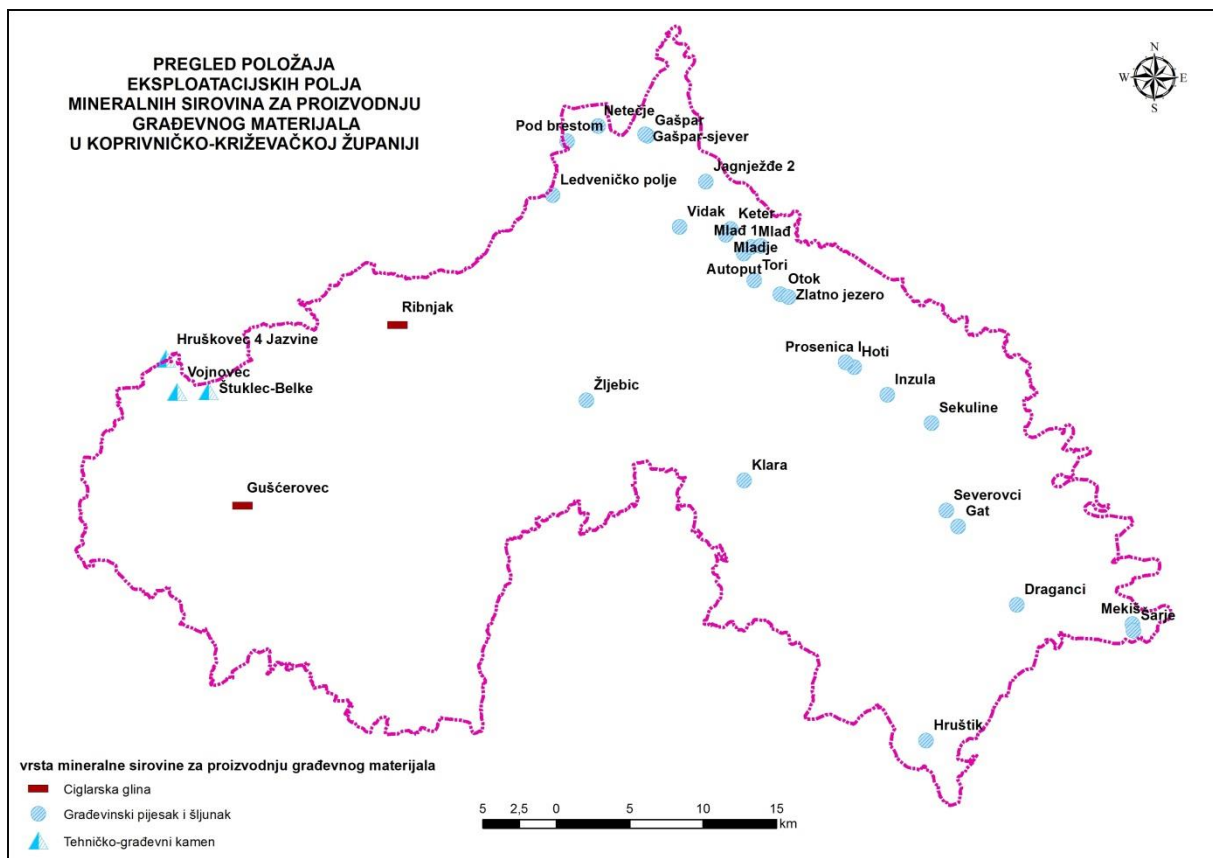 PREGLED POLOŽAJA
EKSPLOATACIJSKIH POLJA
MINERALNIH SIROVINA ZA PROIZVODNJU
GRAĐEVNOG MATERIJALA
U KOPRIVNIČKO-KRIŽEVAČKOJ ŽUPANIJI
N
W E
S
Netečje
Gašpar
Pod brestom
Gašpar-sjever
Jagnježđe 2
Ledveničko polje
Vidak
Keter
Mlađ 1
Mlađ
Mladje
Autoput
Tori
Otok
Zlatno jezero
Ribnjak
Hruškovec 4 Jazvine
Vojnovec
Štuklec-Belke
Prosenica I
Hoti
Žljebic
Inzula
Sekuline
Klara
Gušćerovec
Severovci
Gat
Draganci
Mekiš
Šarje
Hruštik
vrsta mineralne sirovine za proizvodnju građevnog materijala
Ciglarska glina
Građevinski pijesak i šljunak
Tehničko-građevni kamen
5 2,5 0 5 10 15
km